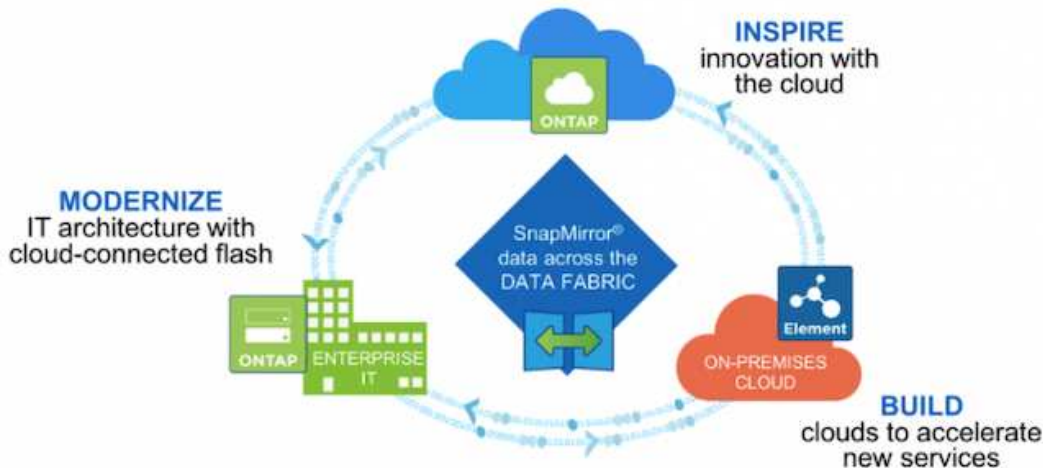 INSPIRE
innovation with
the cloud
ONTAP
MODERNIZE
IT architecture with
cloud-connected flash
SnapMirror®
data across the
DATA FABRIC
ONTAP
ENTERPRISE
IT
Element
ON-PREMISES
CLOUD
BUILD
clouds to accelerate
new services